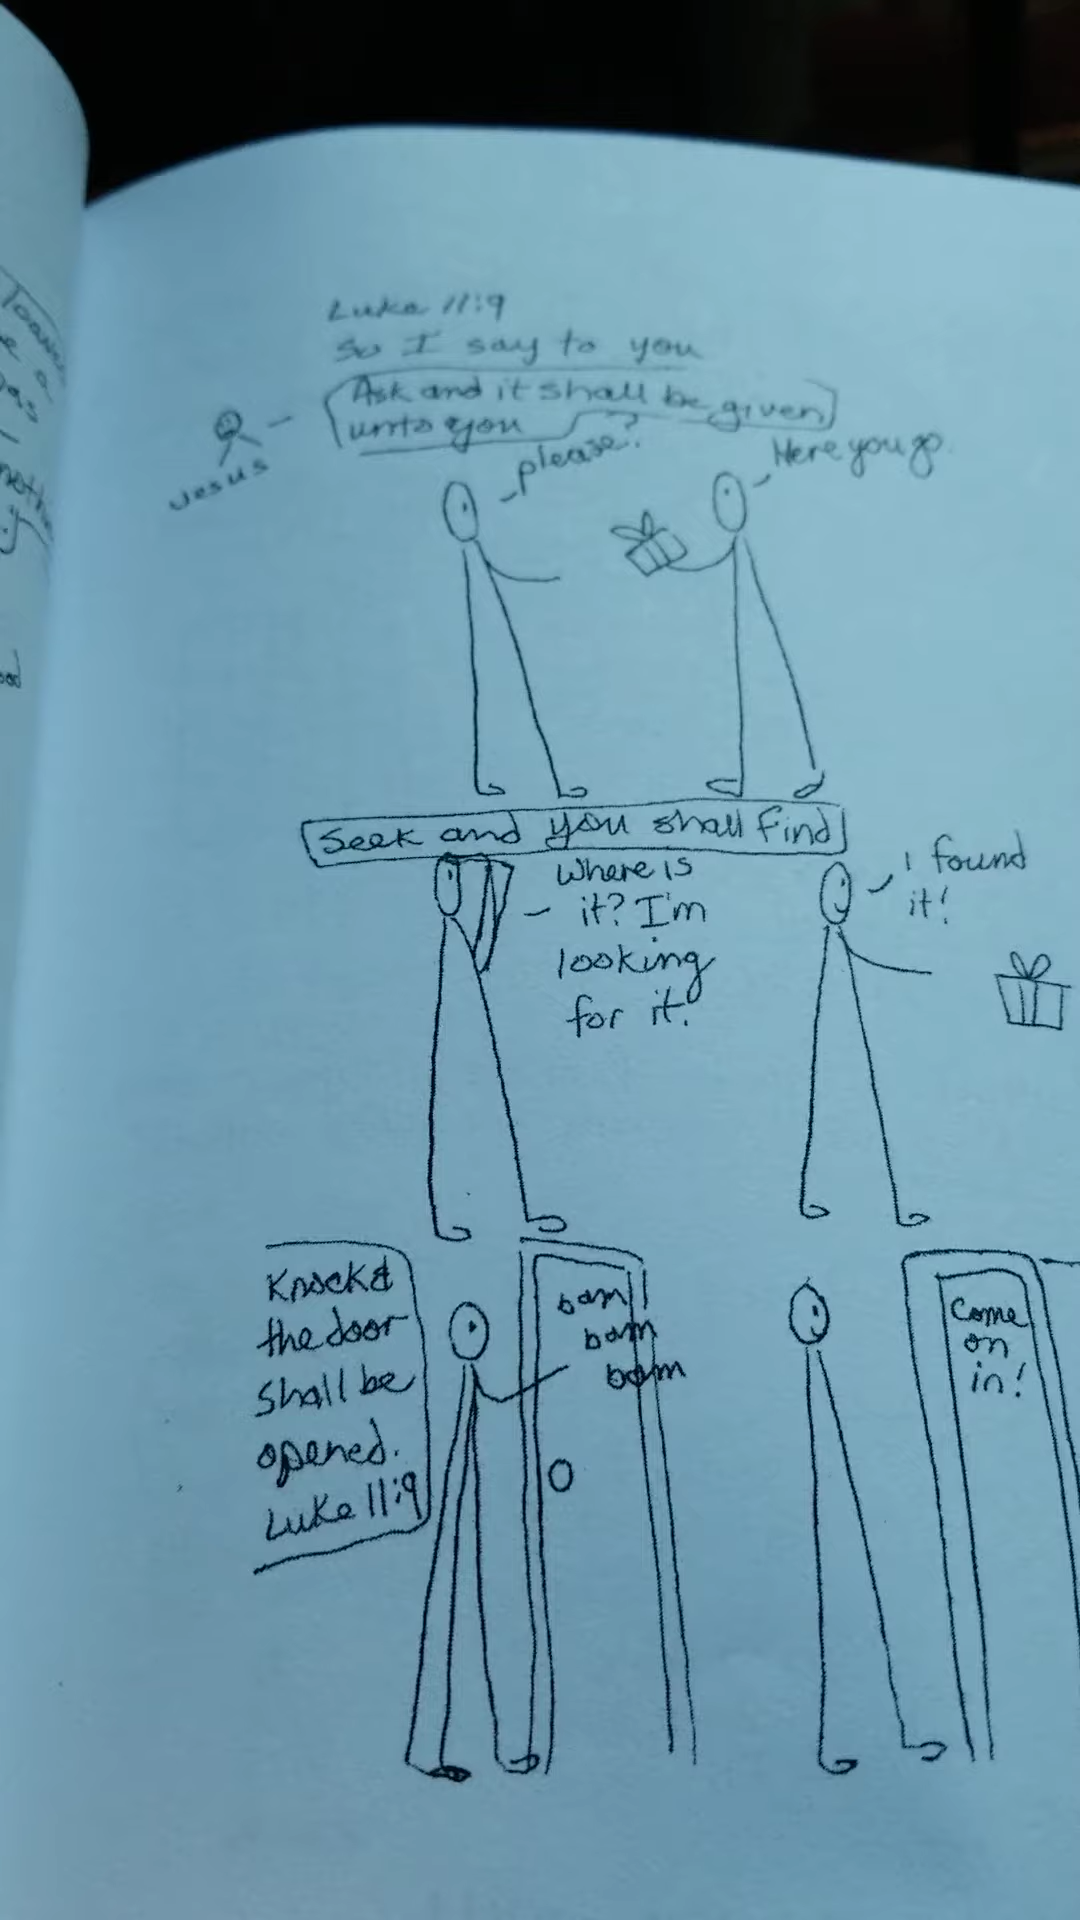 Luke 11:9
So I say to you
Ask and it shall be given
unto you
Jesus
please?
Here you go.
Seek and you shall find
Where is
it? I'm
looking
for it.
I found
it!
Knock &
the door
shall be
opened.
Luke 11:9
bam
bam
bam
Come
on
in!